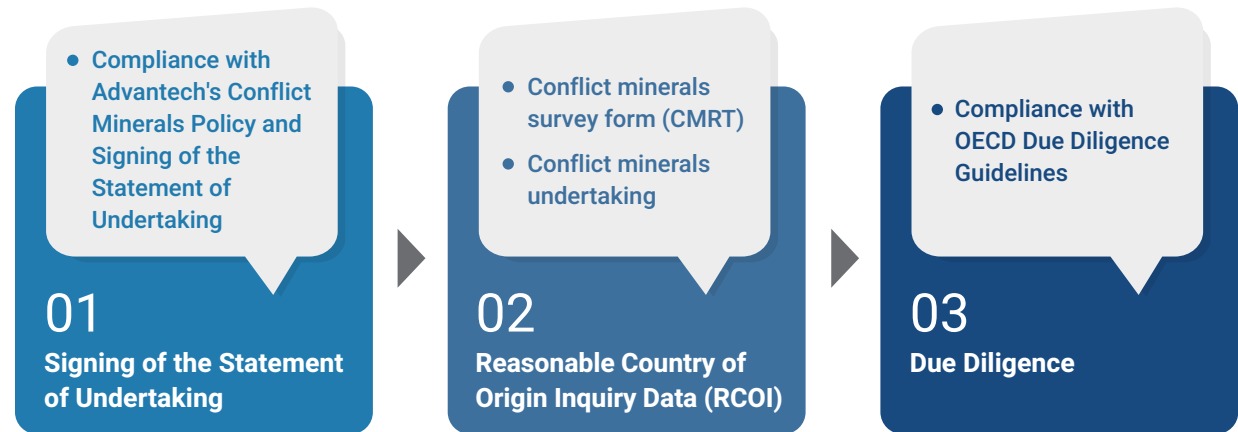 Compliance with
Advantech's Conflict
Minerals Policy and
Signing of the
Statement of
Undertaking
01
Signing of the Statement
of Undertaking
Conflict minerals
survey form (CMRT)
Conflict minerals
undertaking
02
Reasonable Country of
Origin Inquiry Data (RCOI)
Compliance with
OECD Due Diligence
Guidelines
03
Due Diligence